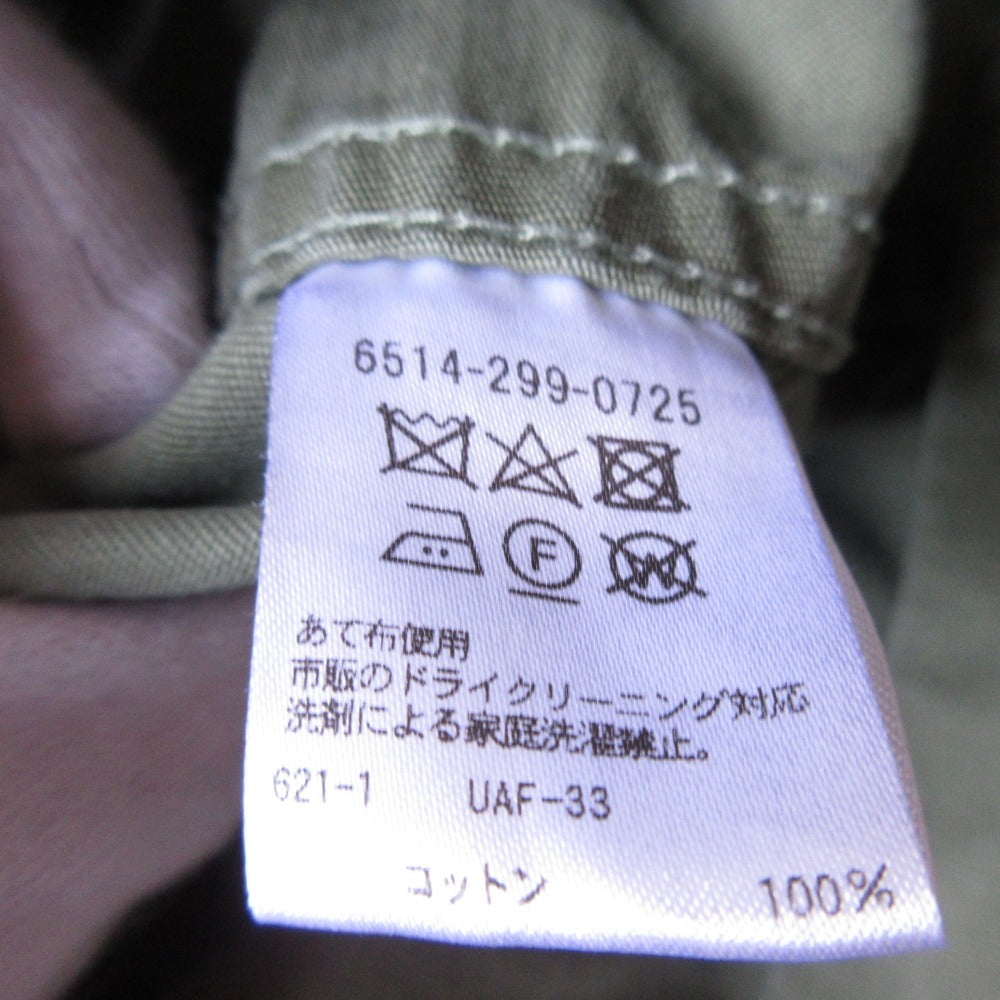 6514-299-0725
F
W
あて布使用
市販のドライクリーニング対応
洗剤による家庭洗濯禁止。
621-1 UAF-33
コットン 100%